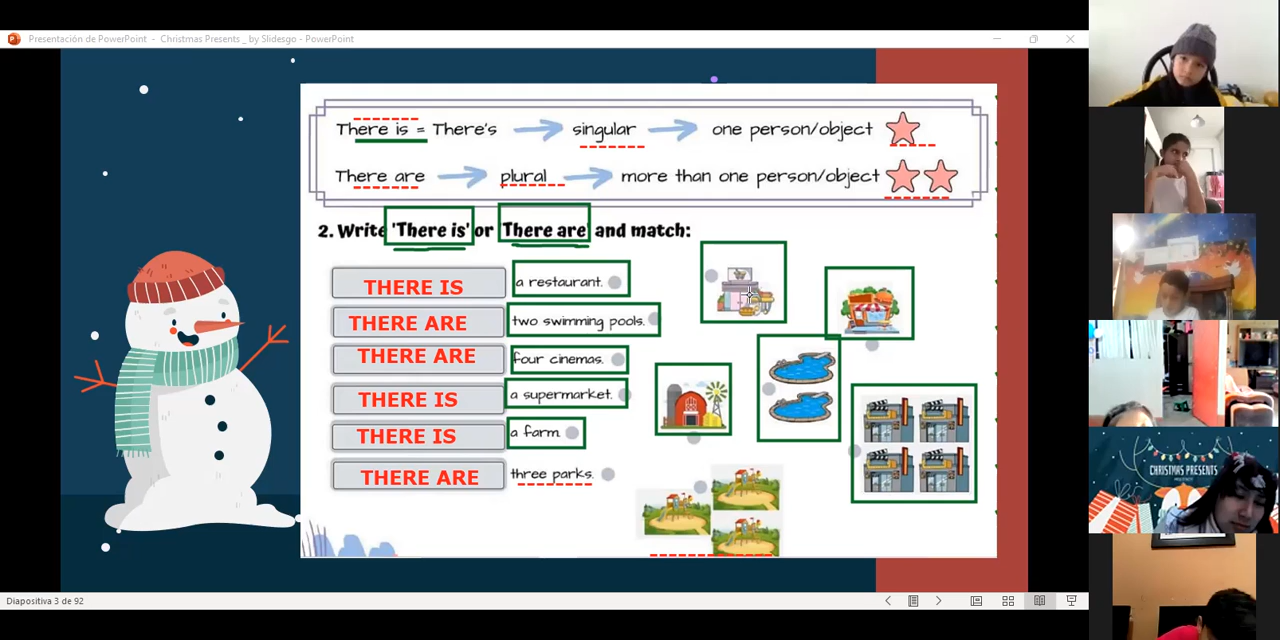 Presentación de PowerPoint - Christmas Presents _ by Slidesgo - PowerPoint
There is = There's singular one person/object
There are plural more than one person/object
2. Write 'There is' or 'There are' and match:
THERE IS a restaurant.
THERE ARE two swimming pools.
THERE ARE four cinemas.
THERE IS a supermarket.
THERE IS a farm.
THERE ARE three parks.
Diapositiva 3 de 92
CHRISTMAS PRESENTS